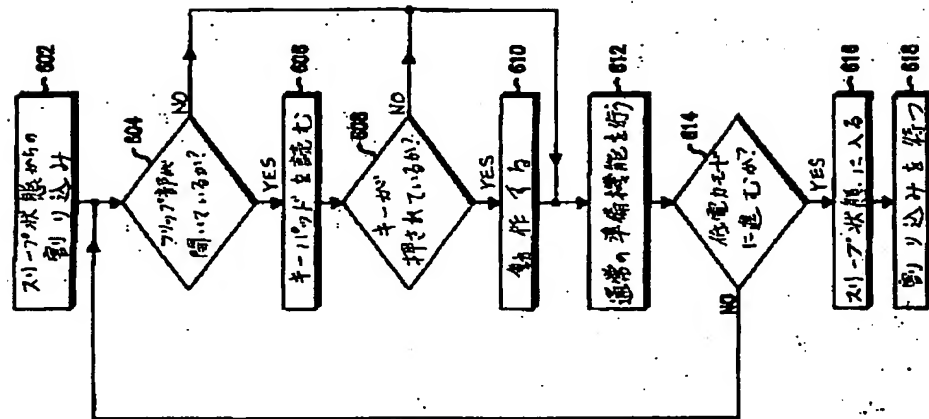 602
スリープ状態からの
割り込み
604
フリップ部が
開いているか?
NO
YES
606
キーパッドを読む
608
キーが
押されているか?
NO
YES
610
動作する
612
通常の準備機能を行う
614
低電力モード
に進むか?
NO
YES
616
スリープ状態に入る
618
割り込みを待つ